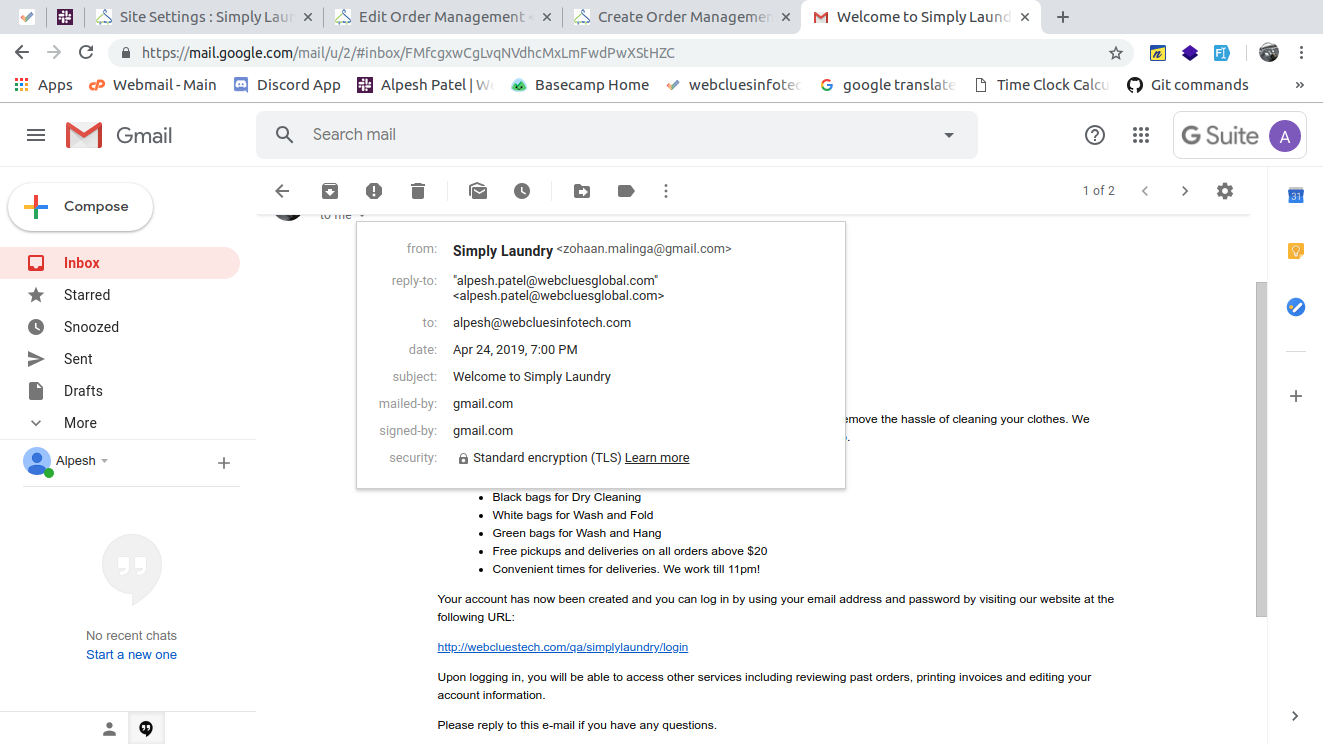 Site Settings : Simply Laun
Edit Order Management
Create Order Managemen
Welcome to Simply Laund
https://mail.google.com/mail/u/2/#inbox/FMfcgxwCgLvqNVdhcMxLmFwdPwXStHZC
Apps
Webmail - Main
Discord App
Alpesh Patel | We
Basecamp Home
webcluesinfotec
google translate
Time Clock Calcu
Git commands
»
Gmail
Search mail
G Suite
A
Compose
1 of 2
to me
Inbox
Starred
Snoozed
Sent
Drafts
More
Alpesh
No recent chats
Start a new one
31
from: Simply Laundry <zohaan.malinga@gmail.com>
reply-to: "alpesh.patel@webcluesglobal.com"
<alpesh.patel@webcluesglobal.com>
to: alpesh@webcluesinfotech.com
date: Apr 24, 2019, 7:00 PM
subject: Welcome to Simply Laundry
mailed-by: gmail.com
signed-by: gmail.com
security: Standard encryption (TLS) Learn more
emove the hassle of cleaning your clothes. We
• Black bags for Dry Cleaning
• White bags for Wash and Fold
• Green bags for Wash and Hang
• Free pickups and deliveries on all orders above $20
• Convenient times for deliveries. We work till 11pm!
Your account has now been created and you can log in by using your email address and password by visiting our website at the
following URL:
http://webcluestech.com/qa/simplylaundry/login
Upon logging in, you will be able to access other services including reviewing past orders, printing invoices and editing your
account information.
Please reply to this e-mail if you have any questions.